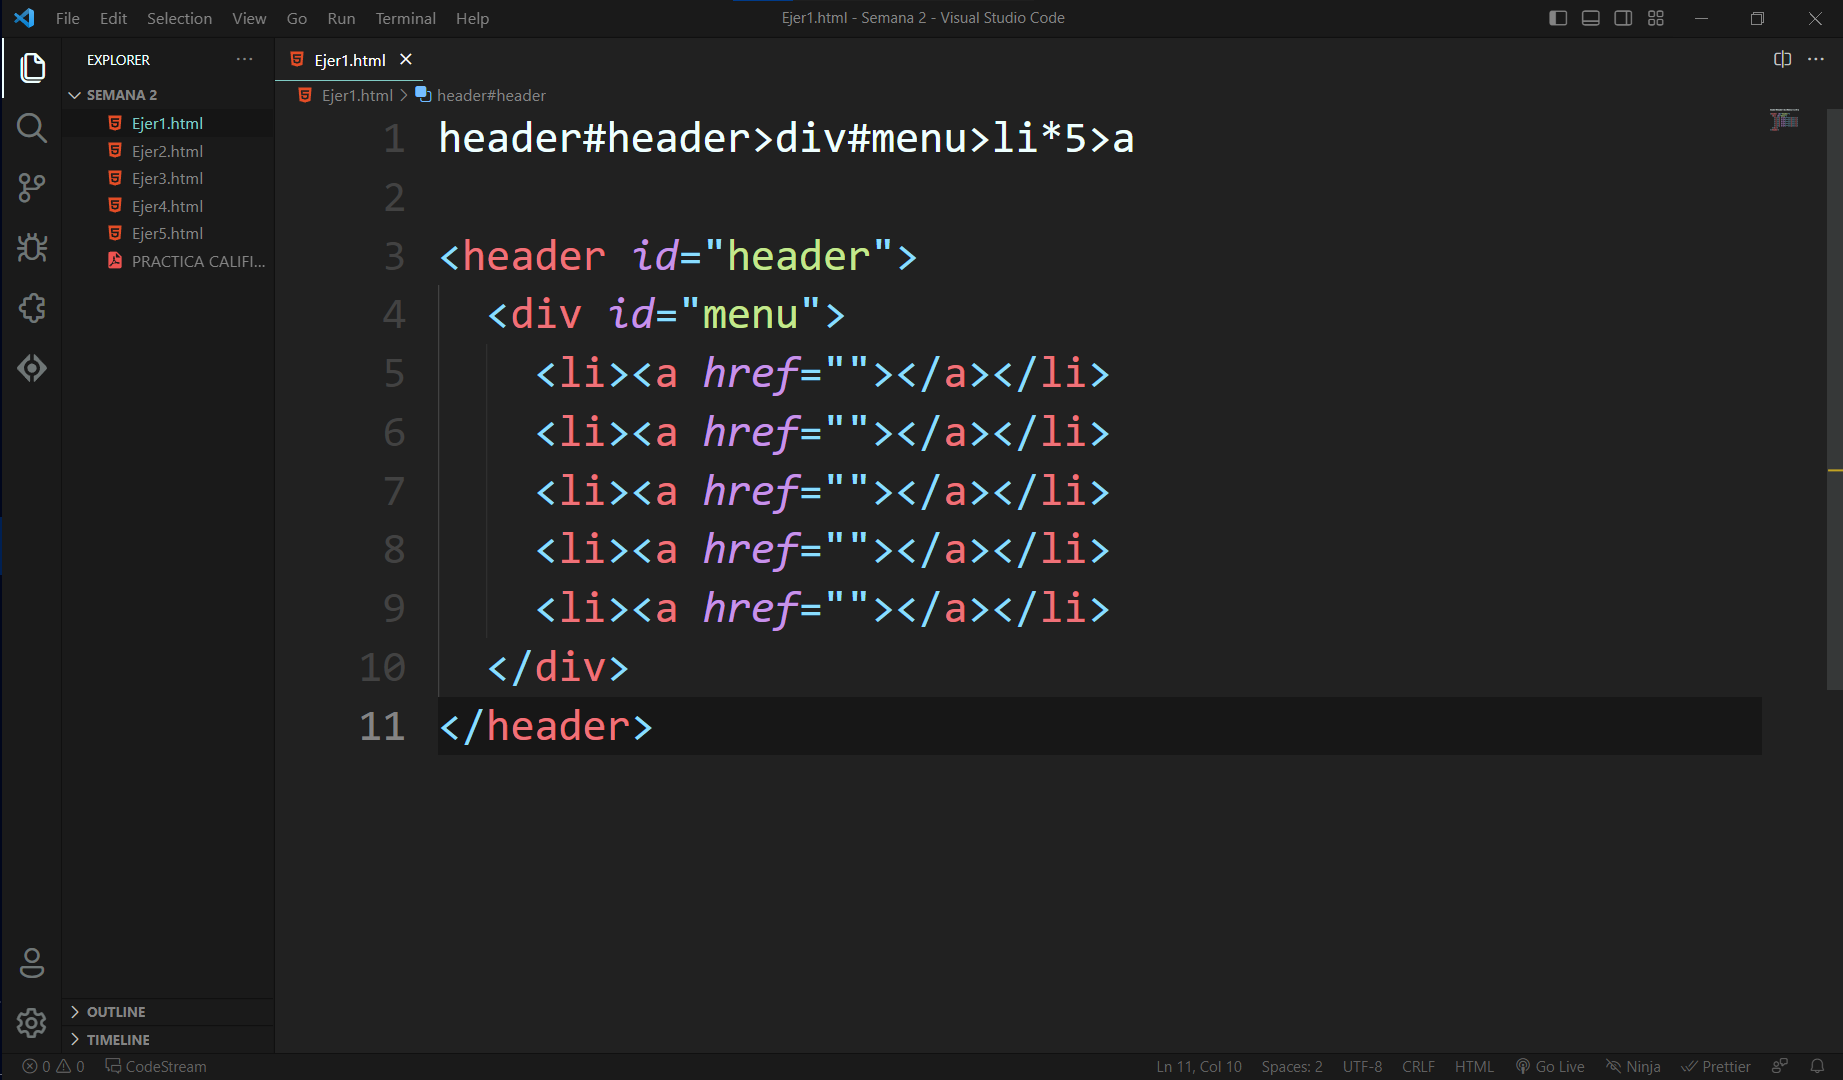 File Edit Selection View Go Run Terminal Help
Ejer1.html - Semana 2 - Visual Studio Code
EXPLORER
SEMANA 2
Ejer1.html
Ejer2.html
Ejer3.html
Ejer4.html
Ejer5.html
PRACTICA CALIFI...
OUTLINE
TIMELINE
Ejer1.html
Ejer1.html > header#header
1 header#header>div#menu>li*5>a
2
3 <header id="header">
4 <div id="menu">
5 <li><a href=""></a></li>
6 <li><a href=""></a></li>
7 <li><a href=""></a></li>
8 <li><a href=""></a></li>
9 <li><a href=""></a></li>
10 </div>
11 </header>
0 0 CodeStream
Ln 11, Col 10 Spaces: 2 UTF-8 CRLF HTML Go Live Ninja Prettier